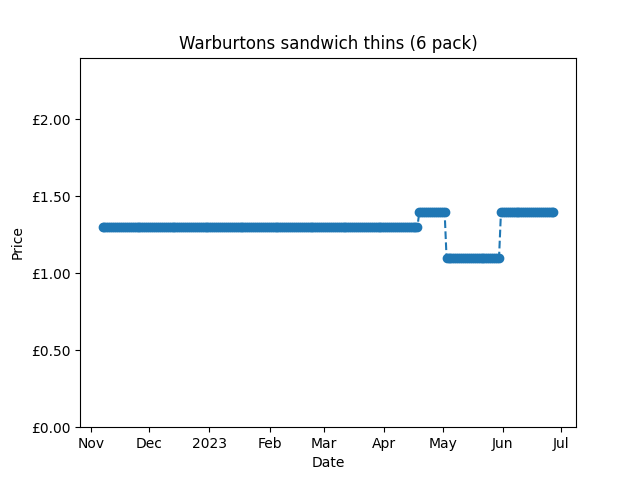 Warburtons sandwich thins (6 pack)
£2.00
£1.50
£1.00
£0.50
£0.00
Price
Nov Dec 2023 Feb Mar Apr May Jun Jul
Date